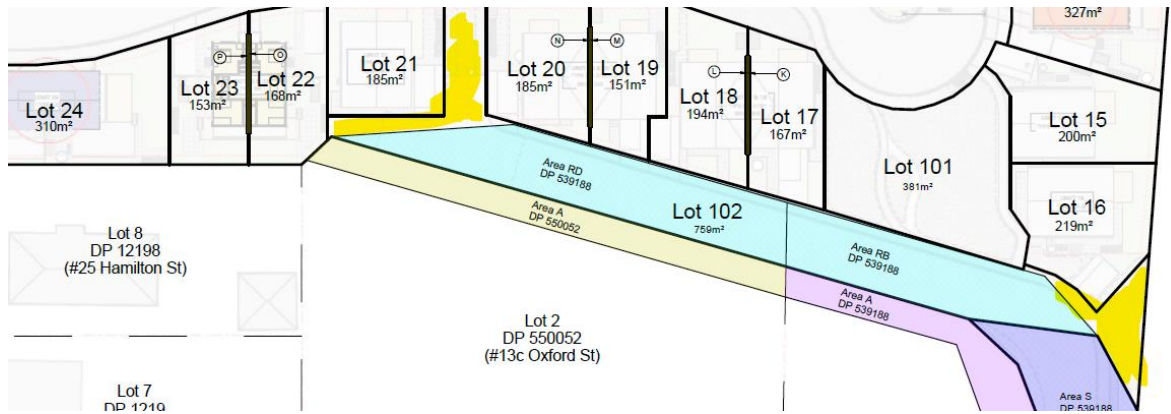 327m²
Lot 24
310m²
Lot 23
153m²
P
O
Lot 22
168m²
Lot 21
185m²
Lot 20
185m²
N
M
Lot 19
151m²
Lot 18
194m²
L
K
Lot 17
167m²
Lot 101
381m²
Lot 15
200m²
Lot 16
219m²
Area RD
DP 539188
Area A
DP 550052
Lot 102
759m²
Area RB
DP 539188
Area A
DP 539188
Lot 8
DP 12198
(#25 Hamilton St)
Lot 2
DP 550052
(#13c Oxford St)
Lot 7
DP 1219
Area S
DP 539188